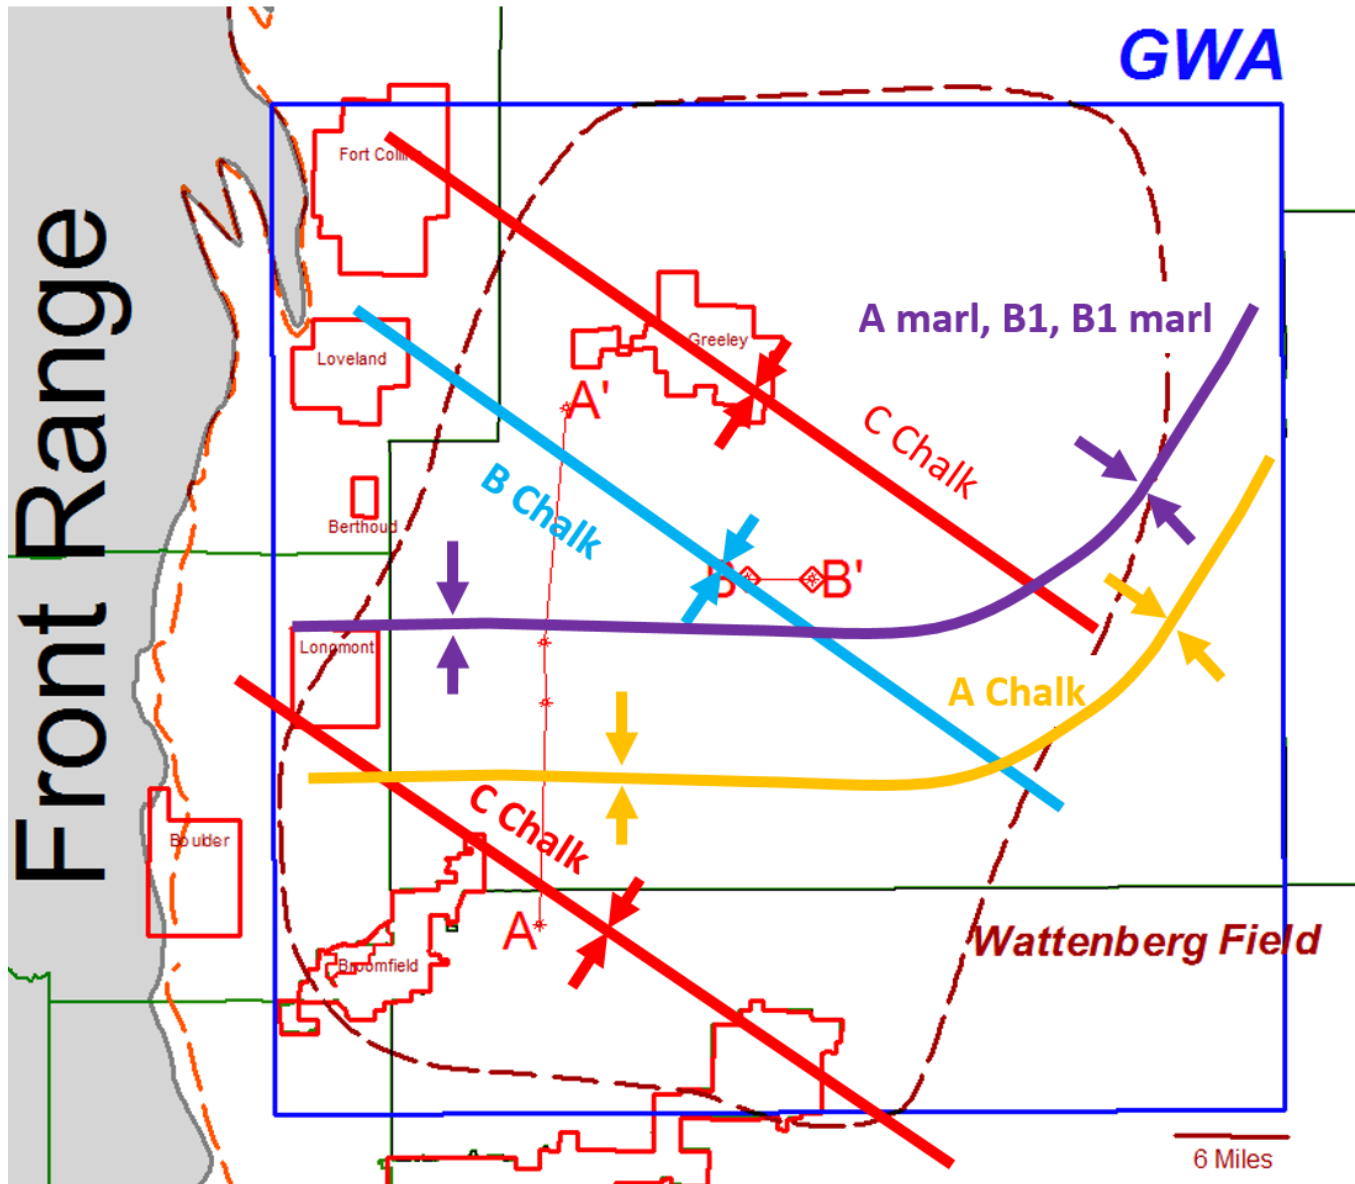 GWA
Front Range
Fort Collin
Loveland
Greeley
A marl, B1, B1 marl
A'
C Chalk
B Chalk
Berthoud
B
B'
Longmont
A Chalk
C Chalk
Boulder
A
Broomfield
Wattenberg Field
6 Miles